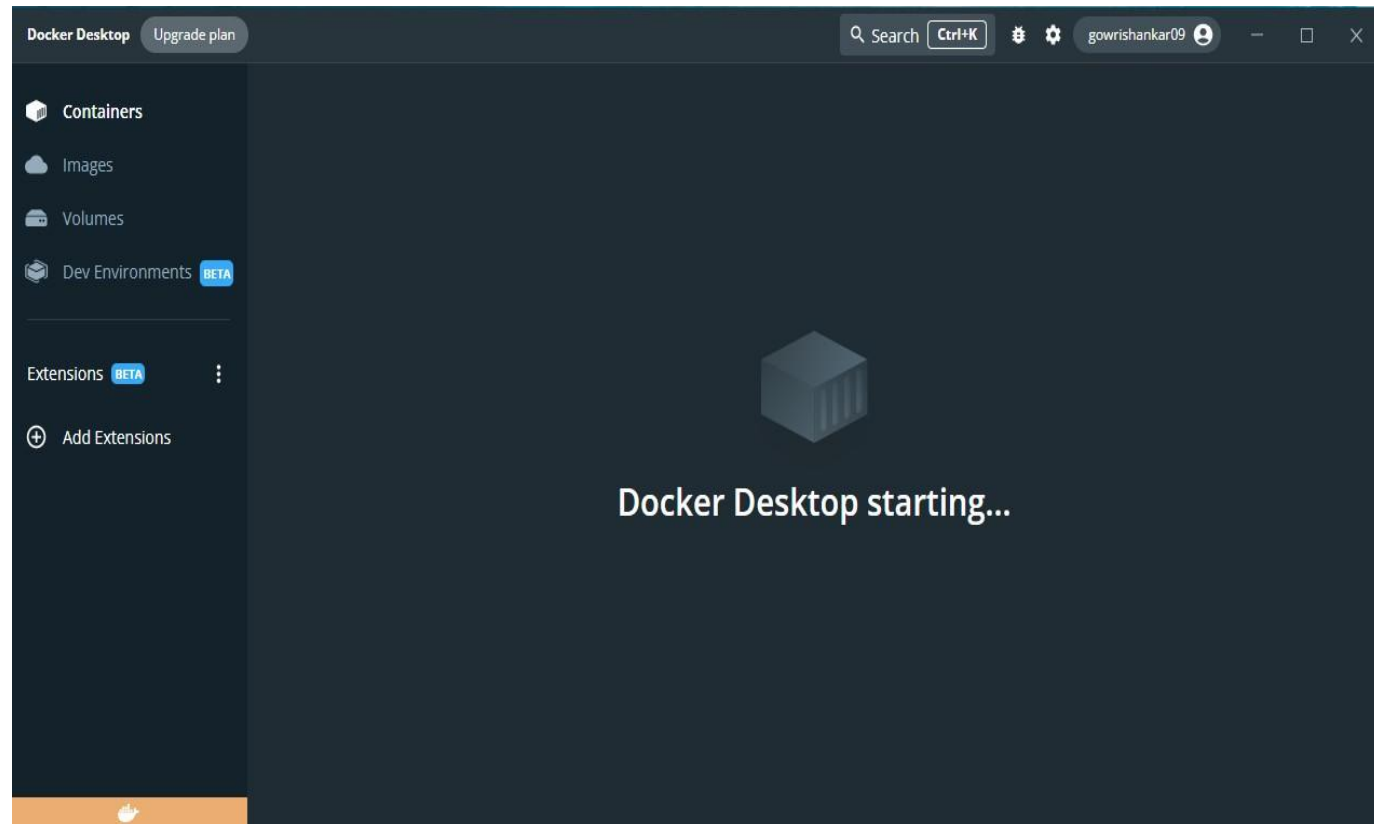 Docker Desktop Upgrade plan Search Ctrl+K gowrishankar09
Containers
Images
Volumes
Dev Environments BETA
Extensions BETA
Add Extensions
Docker Desktop starting...